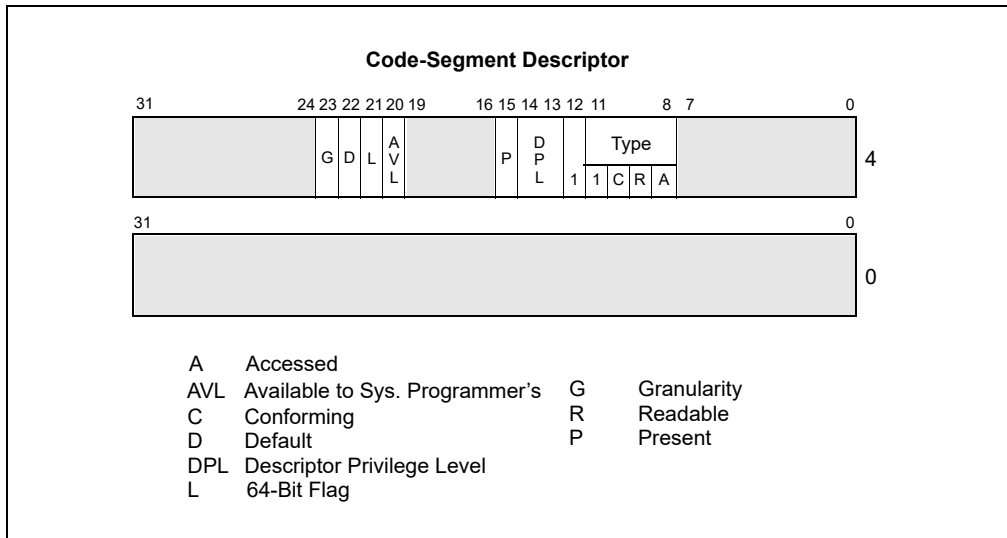 Code-Segment Descriptor
31 24 23 22 21 20 19 16 15 14 13 12 11 8 7 0
G D L AVL P DPL 1 Type 4
1 C R A
31 0
0
A Accessed
AVL Available to Sys. Programmer's G Granularity
C Conforming R Readable
D Default P Present
DPL Descriptor Privilege Level
L 64-Bit Flag